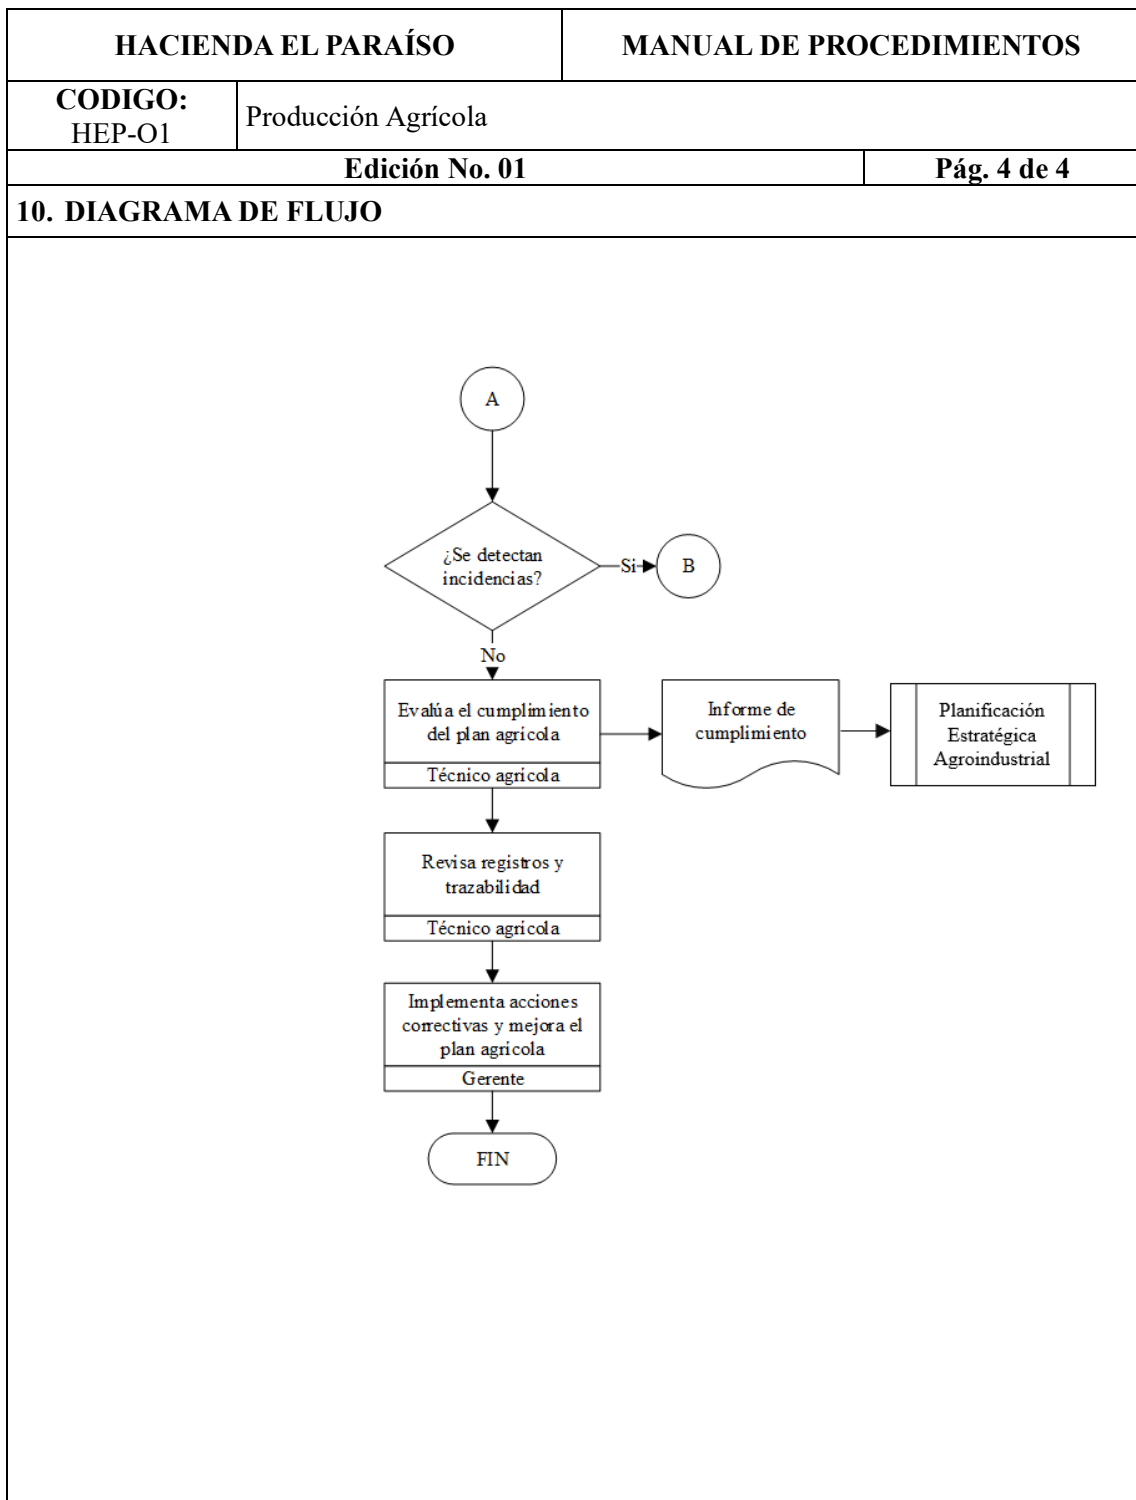 HACIENDA EL PARAÍSO
MANUAL DE PROCEDIMIENTOS
CODIGO:
HEP-O1
Producción Agrícola
Edición No. 01
Pág. 4 de 4
10. DIAGRAMA DE FLUJO
A
¿Se detectan
incidencias?
Si
B
No
Evalúa el cumplimiento
del plan agrícola
Técnico agrícola
Informe de
cumplimiento
Planificación
Estratégica
Agroindustrial
Revisa registros y
trazabilidad
Técnico agrícola
Implementa acciones
correctivas y mejora el
plan agrícola
Gerente
FIN